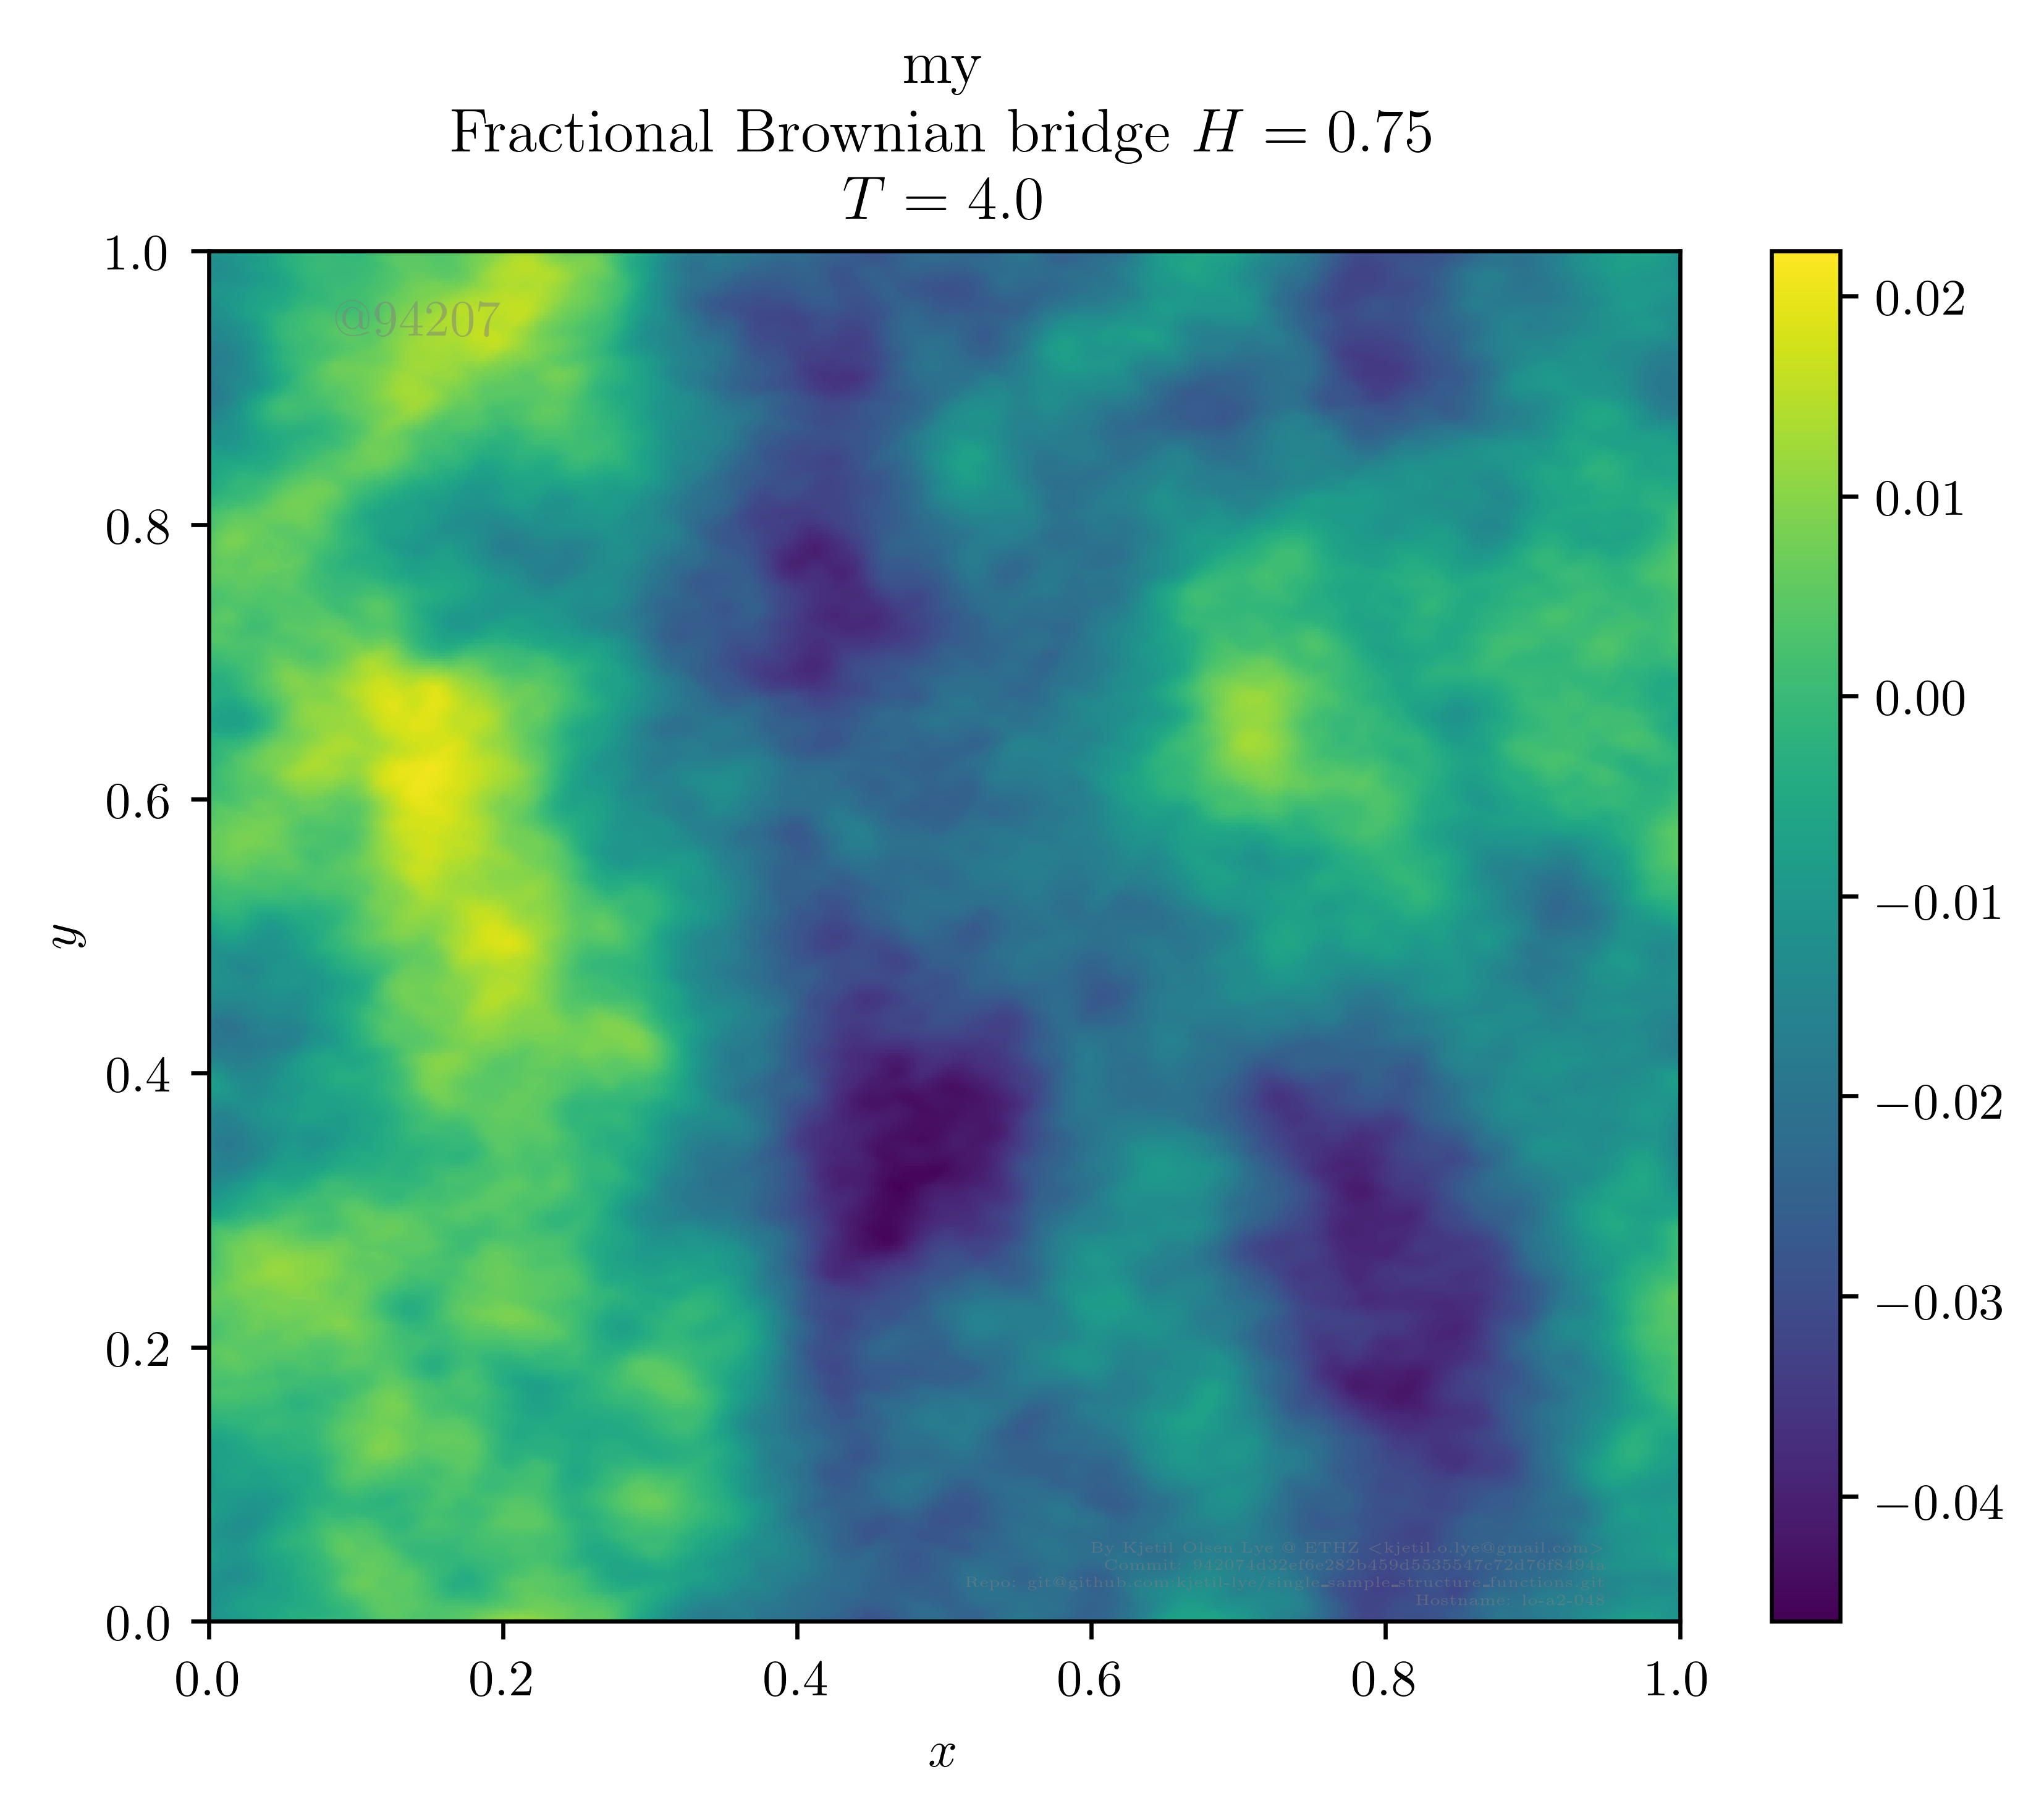 my
Fractional Brownian bridge H = 0.75
T = 4.0
1.0
0.8
0.6
0.4
0.2
0.0
y
@94207
0.0
0.2
0.4
0.6
0.8
1.0
x
0.02
0.01
0.00
−0.01
−0.02
−0.03
−0.04
By Kjetil Olsen Lye @ ETHZ <kjetil.o.lye@gmail.com>
Commit: 942074d32ef6e282b459d5535547c72d76f8494a
Repo: git@github.com:kjetil-lye/single_sample_structure_functions.git
Hostname: lo-a2-048